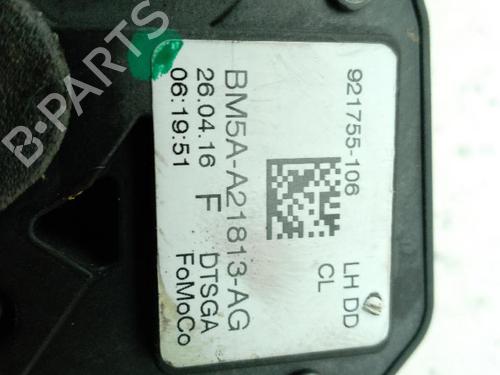 921755-106
LH DD
CL
BM5A-A21813-AG
26.04.16 F DTSGA
06:19:51 FoMoCo
B-PARTS